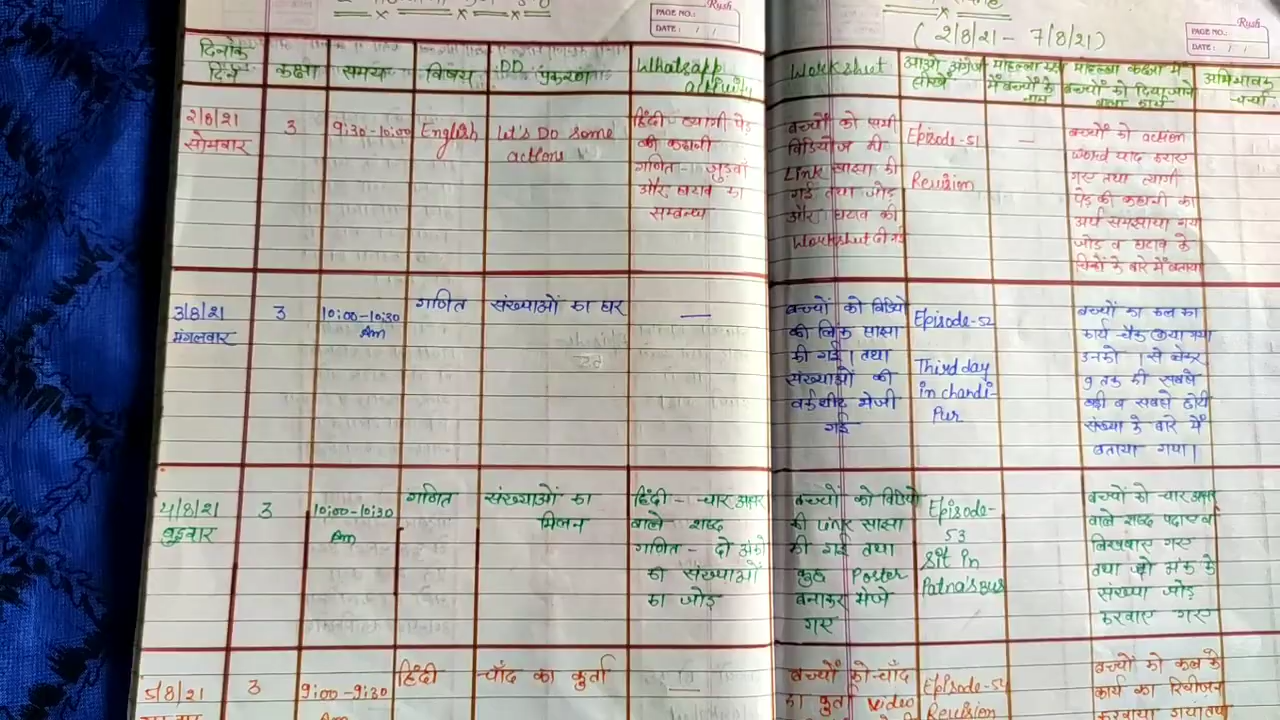 PAGE NO.:
DATE: / /
Rush
(2/8/21 - 7/8/21)
PAGE NO.:
DATE: / /
Rush
दिनाँक
कक्षा
समय
विषय
DD
प्रकरण
Whatsapp
Worksheet
आओ अंग्रेजी
सीखें
में बच्चों के
नाम
मोहल्ला कक्षा में
बच्चों को दिया जाने
वाला कार्य
अभिभावक
चर्चा
2/8/21
सोमवार
3
9:30-10:00
English
Let's Do some
actions
हिंदी - त्यागी पेड़
की कहानी
गणित - जुड़वा
और घटाव का
सम्बन्ध
बच्चों को सभी
विडियोज की
Link साझा की
गई तथा जोड़
और घटाव की
Worksheet दी गई
Episode-51
Revision
—
बच्चों को action
word याद कराए
गए तथा त्यागी
पेड़ की कहानी का
अर्थ समझाया गया
जोड़ व घटाव के
चिन्हों के बारे में बताया
3/8/21
मंगलवार
3
10:00-10:30
Am
गणित
संख्याओं का घर
—
बच्चों को विडियो
की लिंक साझा
की गई। तथा
संख्याओं की
वर्कशीट भेजी
गई
Episode-52
Third day
in chandi-
Pur
बच्चों का कल का
कार्य चैक किया गया
उनको 1 से लेकर
9 तक की सबसे
बड़ी व सबसे छोटी
संख्या के बारे में
बताया गया।
4/8/21
बुधवार
3
10:00-10:30
Am
गणित
संख्याओं का
मिलन
हिंदी - चार अक्षर
वाले शब्द
गणित - दो अंको
की संख्याओं
का जोड़
बच्चों को विडियो
की Link साझा
की गई तथा
कुछ Poster
बनाकर भेजे
गए
Episode-
53
Sit in
Patna's Bus
बच्चों को चार अक्षर
वाले शब्द पढाए व
लिखवाए गए
तथा दो अंक के
संख्या जोड़
करवाए गए
5/8/21
3
9:00-9:30
Am
हिंदी
चाँद का कुर्ता
—
बच्चों को चाँद
का कुर्ता video
Episode-54
Revision
बच्चों को कल के
कार्य का रिवीजन
करवाया गया तथा